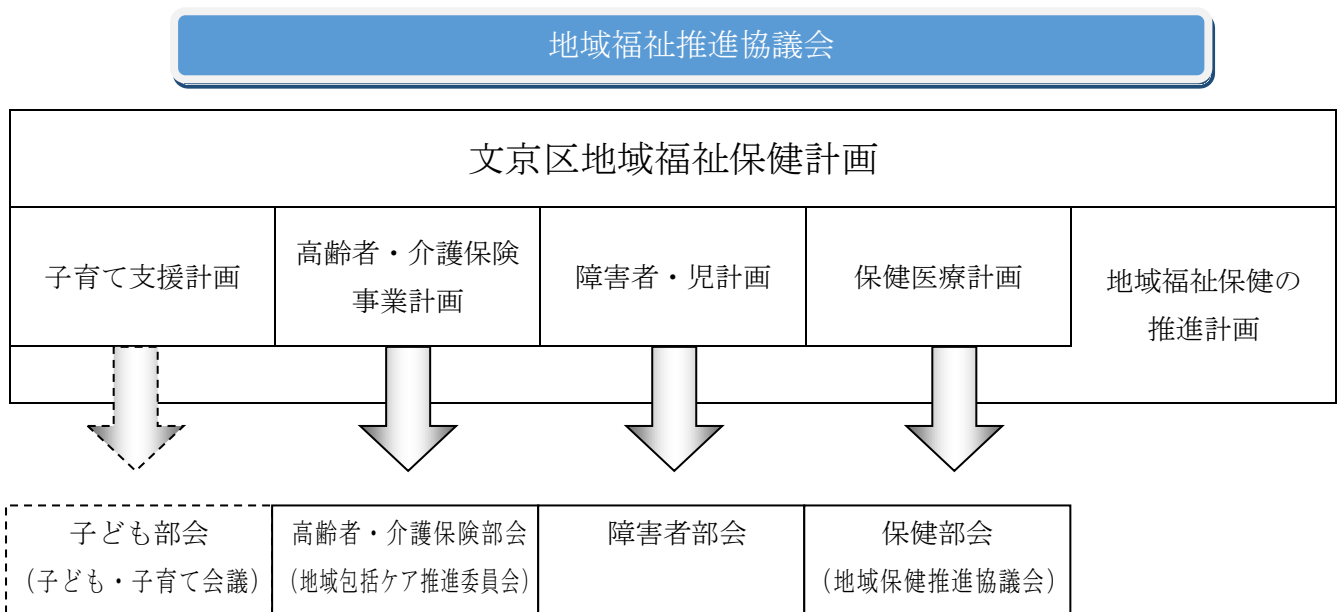 地域福祉推進協議会
文京区地域福祉保健計画
子育て支援計画
高齢者・介護保険
事業計画
障害者・児計画
保健医療計画
地域福祉保健の
推進計画
子ども部会
（子ども・子育て会議）
高齢者・介護保険部会
（地域包括ケア推進委員会）
障害者部会
保健部会
（地域保健推進協議会）